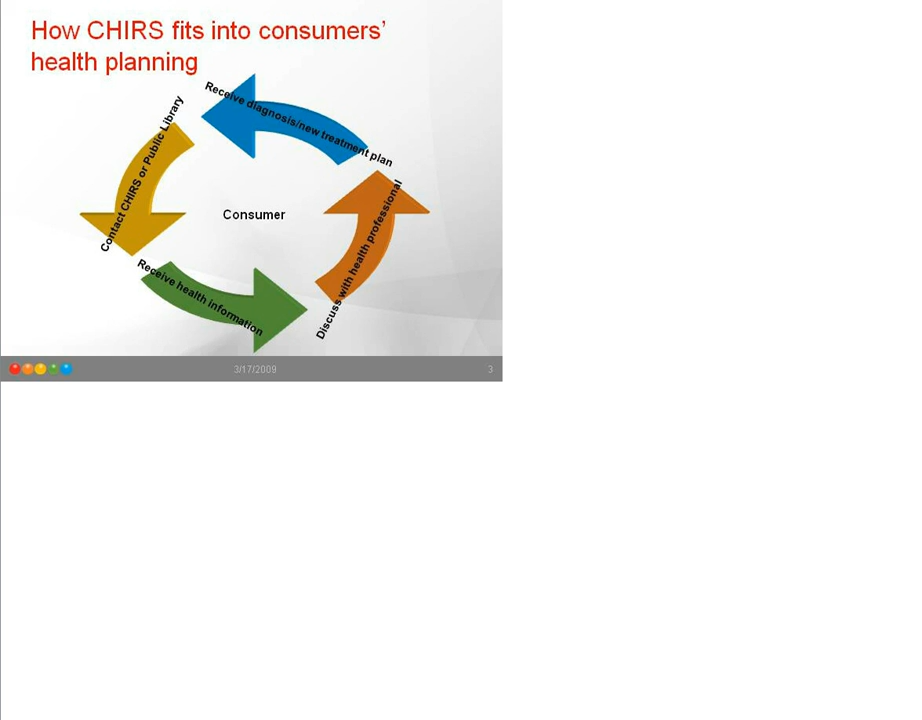 How CHIRS fits into consumers’
health planning
Receive diagnosis/new treatment plan
Contact CHIRS or Public Library
Consumer
Discuss with health professional
Receive health information
3/17/2009
3